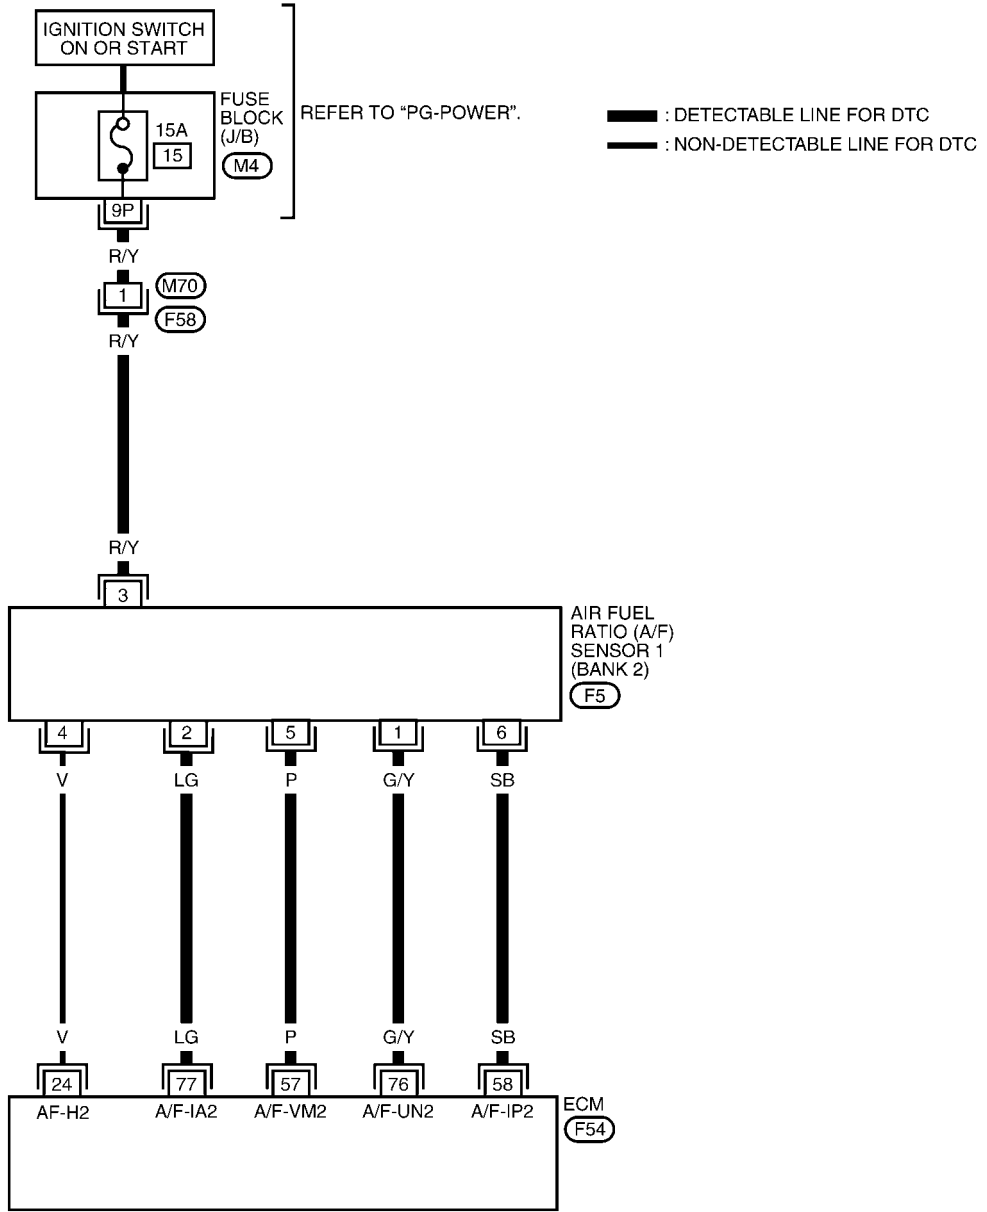 IGNITION SWITCH
ON OR START
FUSE
BLOCK
(J/B)
M4
15A
15
REFER TO “PG-POWER”.
: DETECTABLE LINE FOR DTC
: NON-DETECTABLE LINE FOR DTC
9P
R/Y
1
M70
F58
R/Y
R/Y
3
AIR FUEL
RATIO (A/F)
SENSOR 1
(BANK 2)
F5
4 2 5 1 6
V LG P G/Y SB
V LG P G/Y SB
24 77 57 76 58
AF-H2 A/F-IA2 A/F-VM2 A/F-UN2 A/F-IP2
ECM
F54